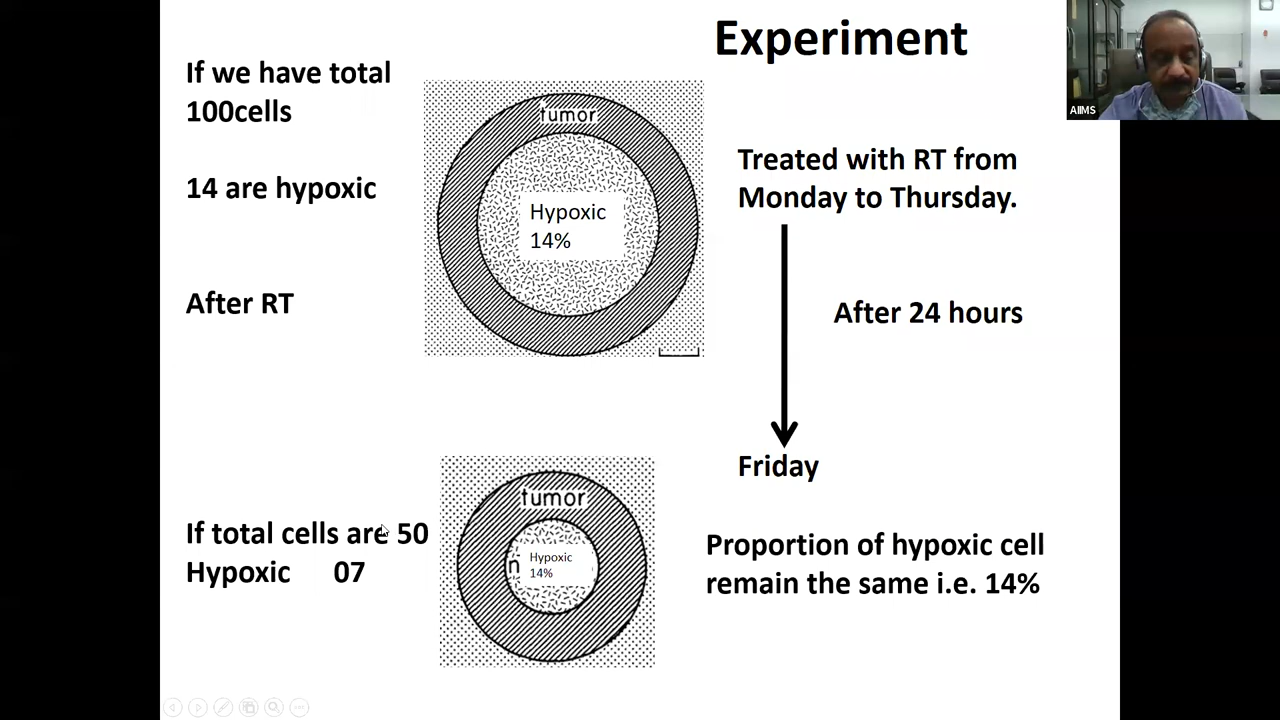 Experiment
If we have total
100cells
14 are hypoxic
After RT
tumor
Hypoxic
14%
Treated with RT from
Monday to Thursday.
After 24 hours
Friday
If total cells are 50
Hypoxic 07
tumor
n
Hypoxic
14%
Proportion of hypoxic cell
remain the same i.e. 14%
AIIMS